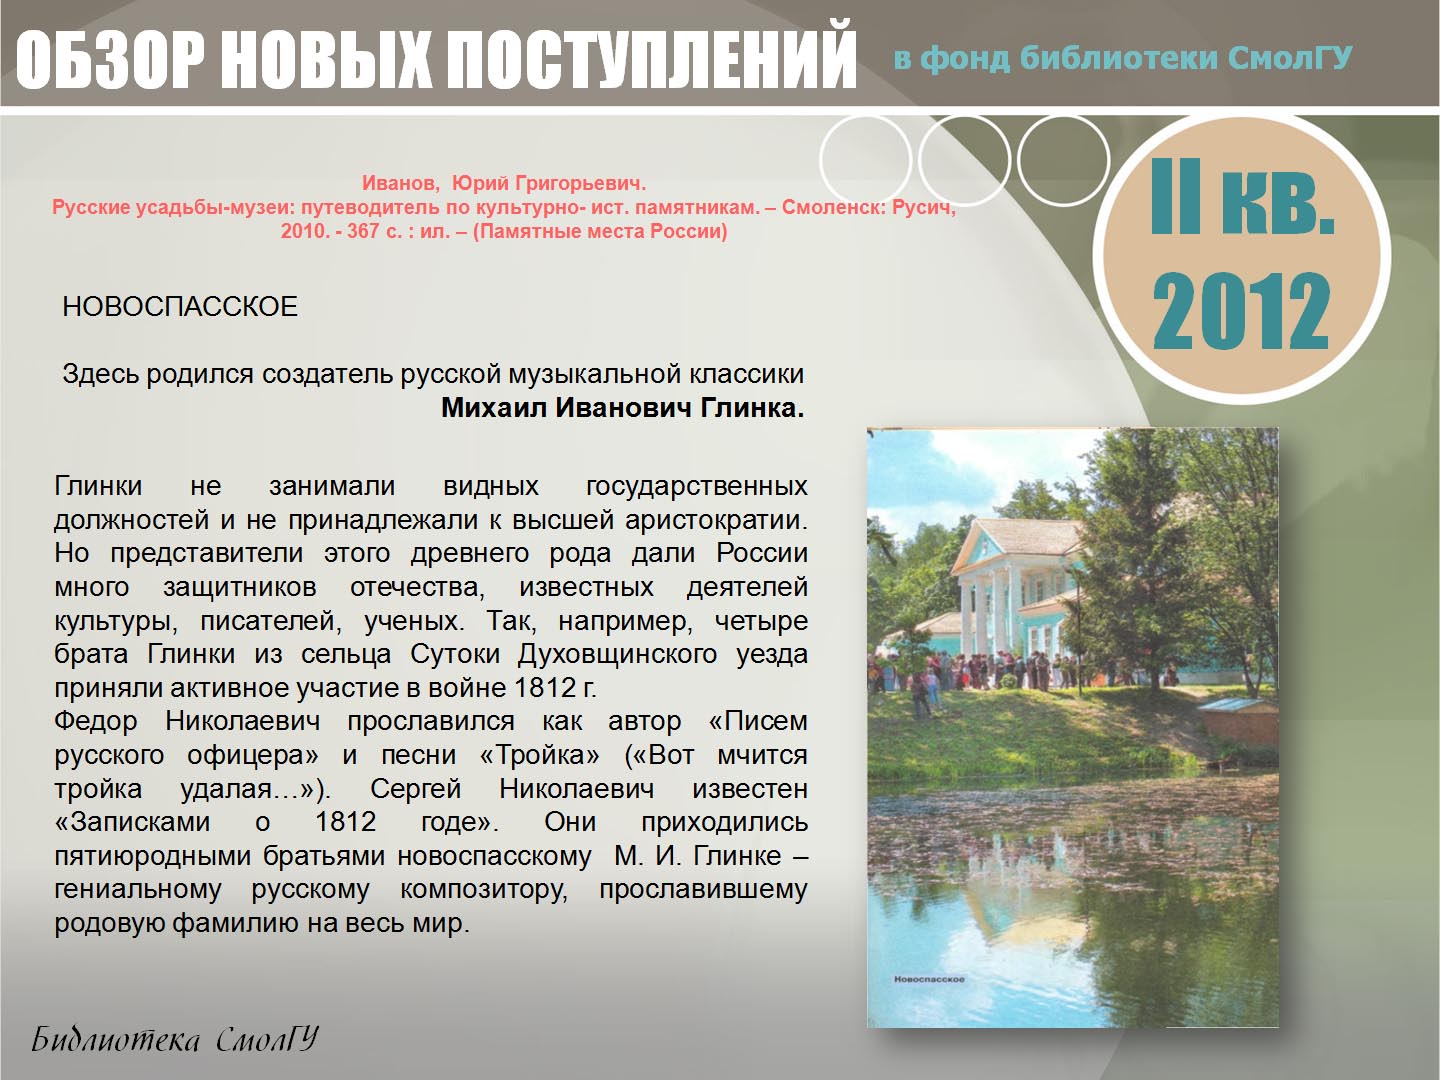 ОБЗОР НОВЫХ ПОСТУПЛЕНИЙ в фонд библиотеки СмолГУ
II кв.
2012
Иванов, Юрий Григорьевич.
Русские усадьбы-музеи: путеводитель по культурно- ист. памятникам. – Смоленск: Русич,
2010. - 367 с. : ил. – (Памятные места России)
НОВОСПАССКОЕ
Здесь родился создатель русской музыкальной классики
Михаил Иванович Глинка.
Глинки не занимали видных государственных
должностей и не принадлежали к высшей аристократии.
Но представители этого древнего рода дали России
много защитников отечества, известных деятелей
культуры, писателей, ученых. Так, например, четыре
брата Глинки из сельца Сутоки Духовщинского уезда
приняли активное участие в войне 1812 г.
Федор Николаевич прославился как автор «Писем
русского офицера» и песни «Тройка» («Вот мчится
тройка удалая…»). Сергей Николаевич известен
«Записками о 1812 годе». Они приходились
пятиюродными братьями новоспасскому М. И. Глинке –
гениальному русскому композитору, прославившему
родовую фамилию на весь мир.
Новоспасское
Библиотека СмолГУ